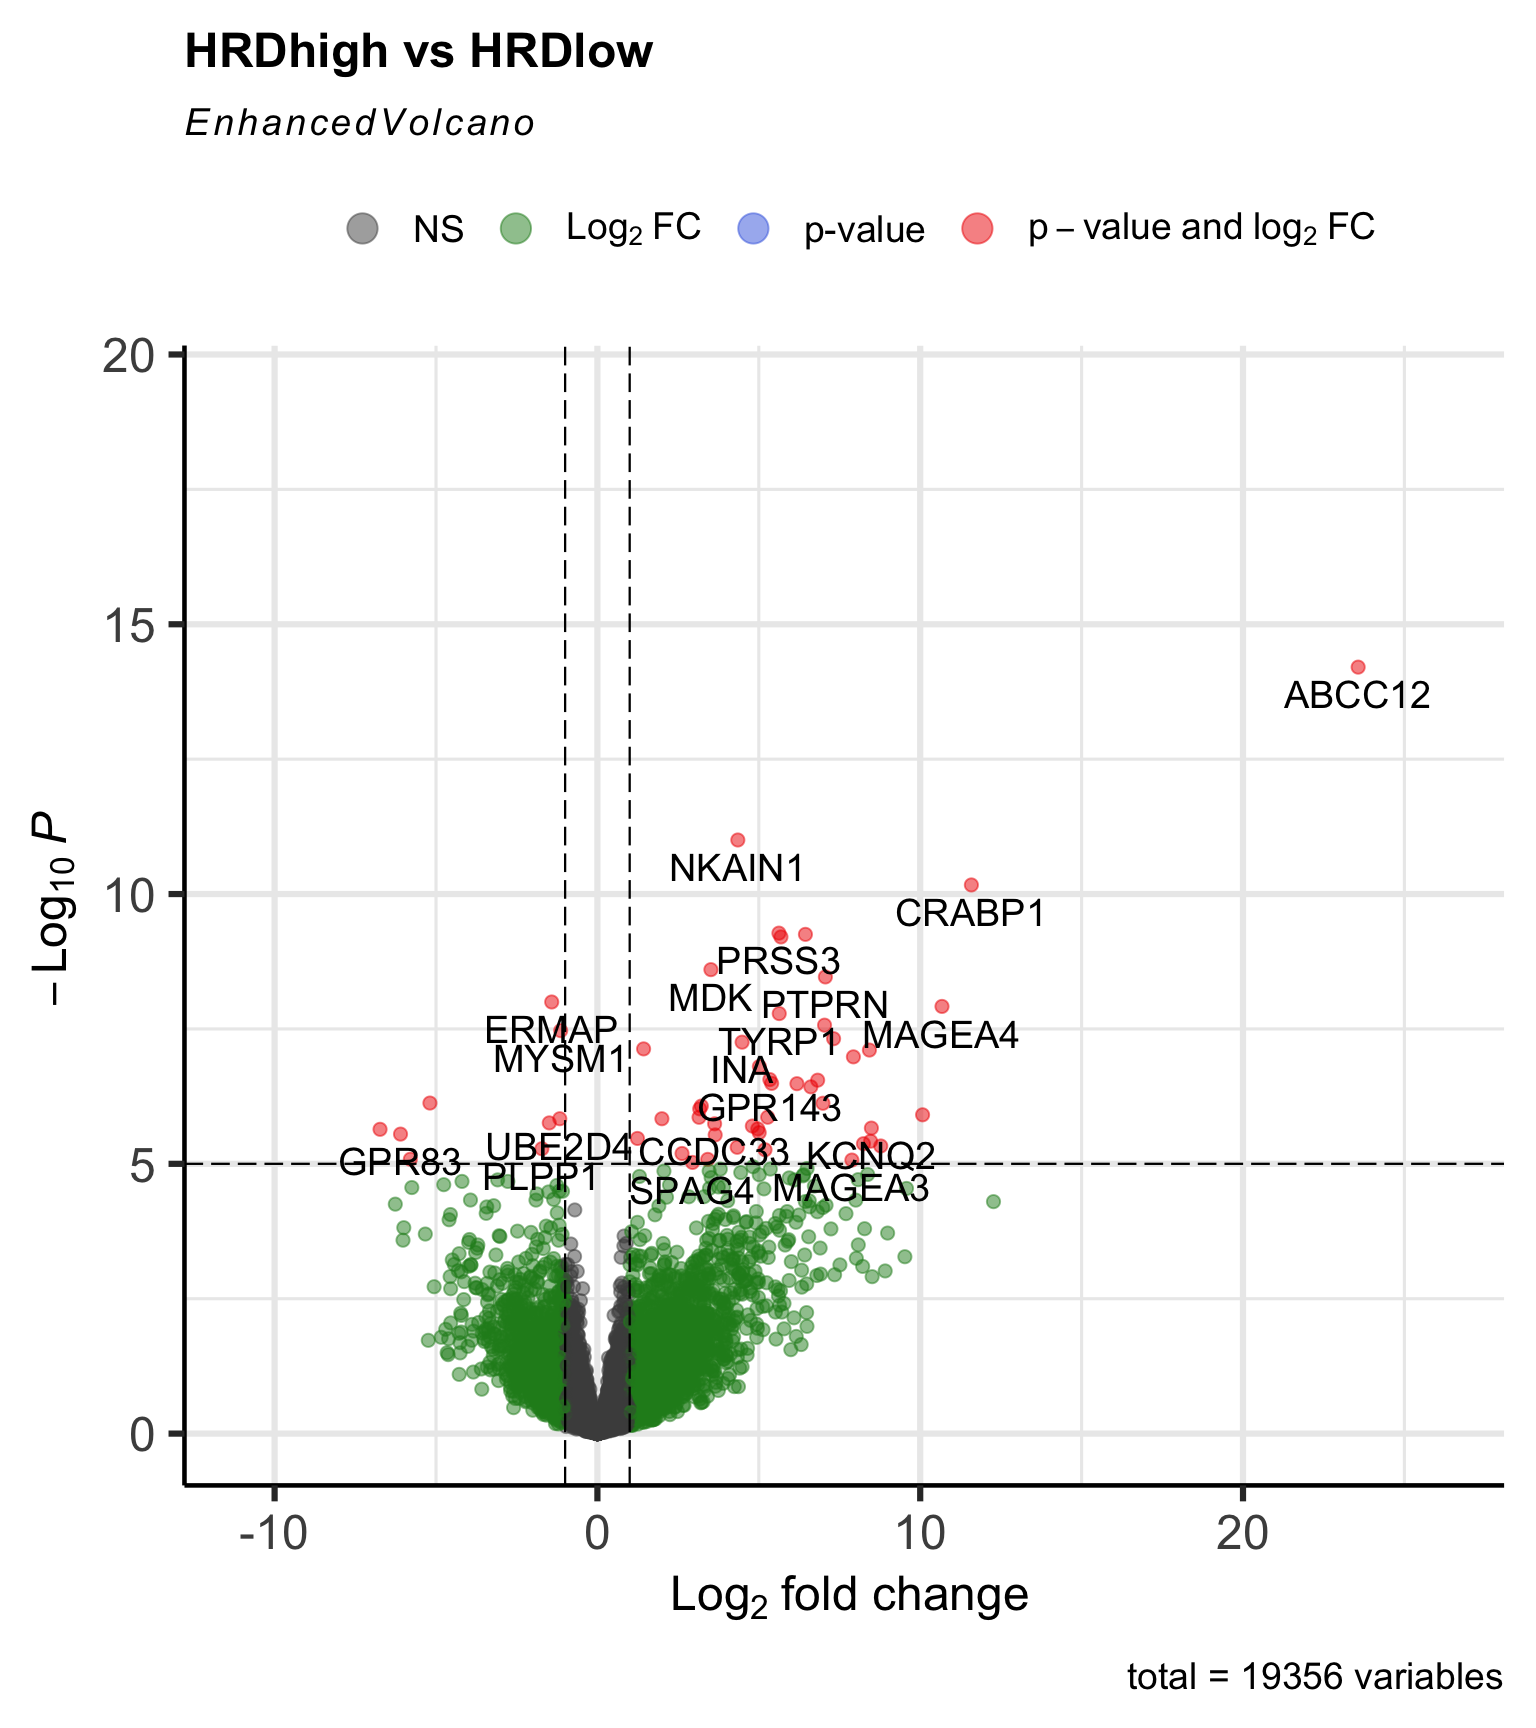 HRDhigh vs HRDlow
EnhancedVolcano
NS Log₂ FC p-value p – value and log₂ FC
20
15
10
5
0
–Log₁₀ P
ABCC12
NKAIN1
CRABP1
PRSS3
MDK PTPRN
ERMAP TYRP1 MAGEA4
MYSM1 INA
GPR143
GPR83 UBE2D4 CCDC33 KCNQ2
PLPP1 SPAG4 MAGEA3
-10 0 10 20
Log₂ fold change
total = 19356 variables